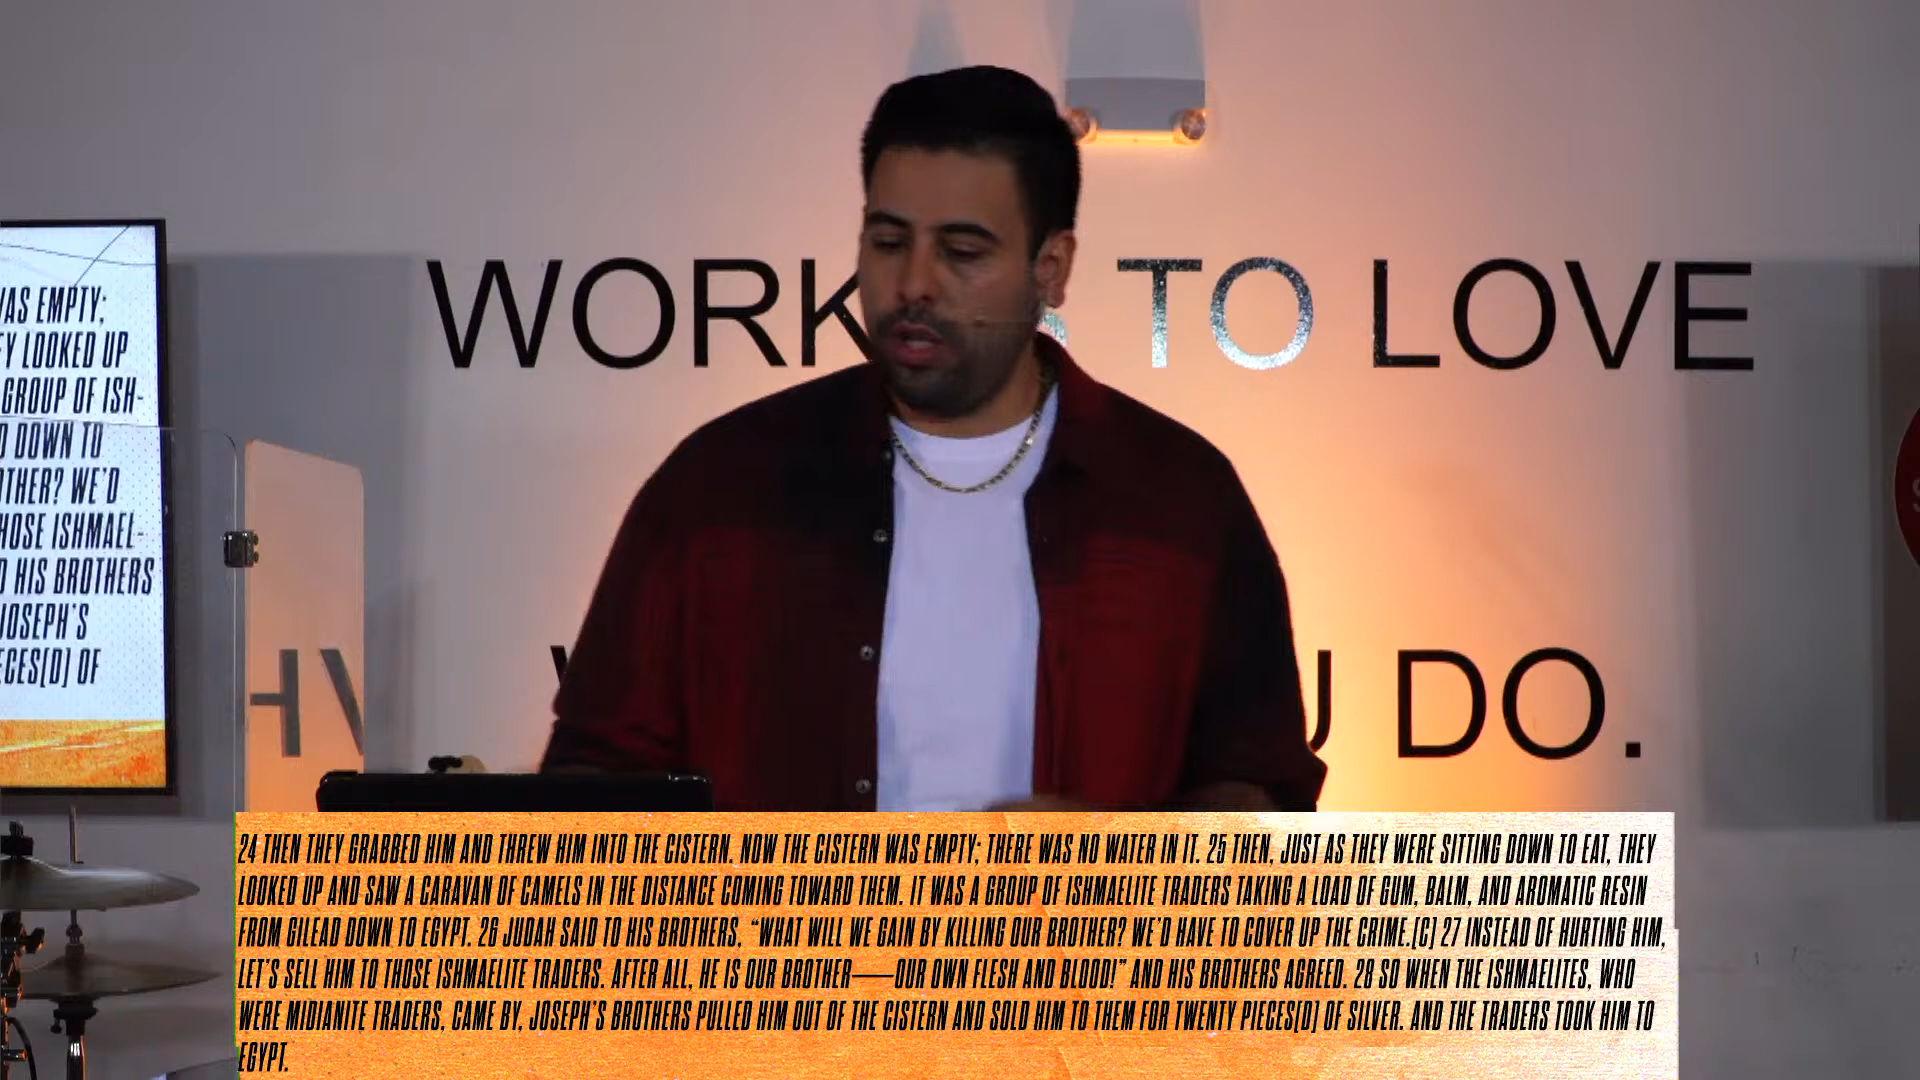 WAS EMPTY;
LOOKED UP
GROUP OF ISH-
DOWN TO
WE'D
ISHMAEL-
HIS BROTHERS
JOSEPH'S
OF
WORK TO LOVE
DO.
24 THEN THEY GRABBED HIM AND THREW HIM INTO THE CISTERN. NOW THE CISTERN WAS EMPTY; THERE WAS NO WATER IN IT. 25 THEN, JUST AS THEY WERE SITTING DOWN TO EAT, THEY
LOOKED UP AND SAW A CARAVAN OF CAMELS IN THE DISTANCE COMING TOWARD THEM. IT WAS A GROUP OF ISHMAELITE TRADERS TAKING A LOAD OF GUM, BALM, AND AROMATIC RESIN
FROM GILEAD DOWN TO EGYPT. 26 JUDAH SAID TO HIS BROTHERS, “WHAT WILL WE GAIN BY KILLING OUR BROTHER? WE'D HAVE TO COVER UP THE CRIME.[C] 27 INSTEAD OF HURTING HIM,
LET'S SELL HIM TO THOSE ISHMAELITE TRADERS. AFTER ALL, HE IS OUR BROTHER——OUR OWN FLESH AND BLOOD!” AND HIS BROTHERS AGREED. 28 SO WHEN THE ISHMAELITES, WHO
WERE MIDIANITE TRADERS, CAME BY, JOSEPH'S BROTHERS PULLED HIM OUT OF THE CISTERN AND SOLD HIM TO THEM FOR TWENTY PIECES[D] OF SILVER. AND THE TRADERS TOOK HIM TO
EGYPT.